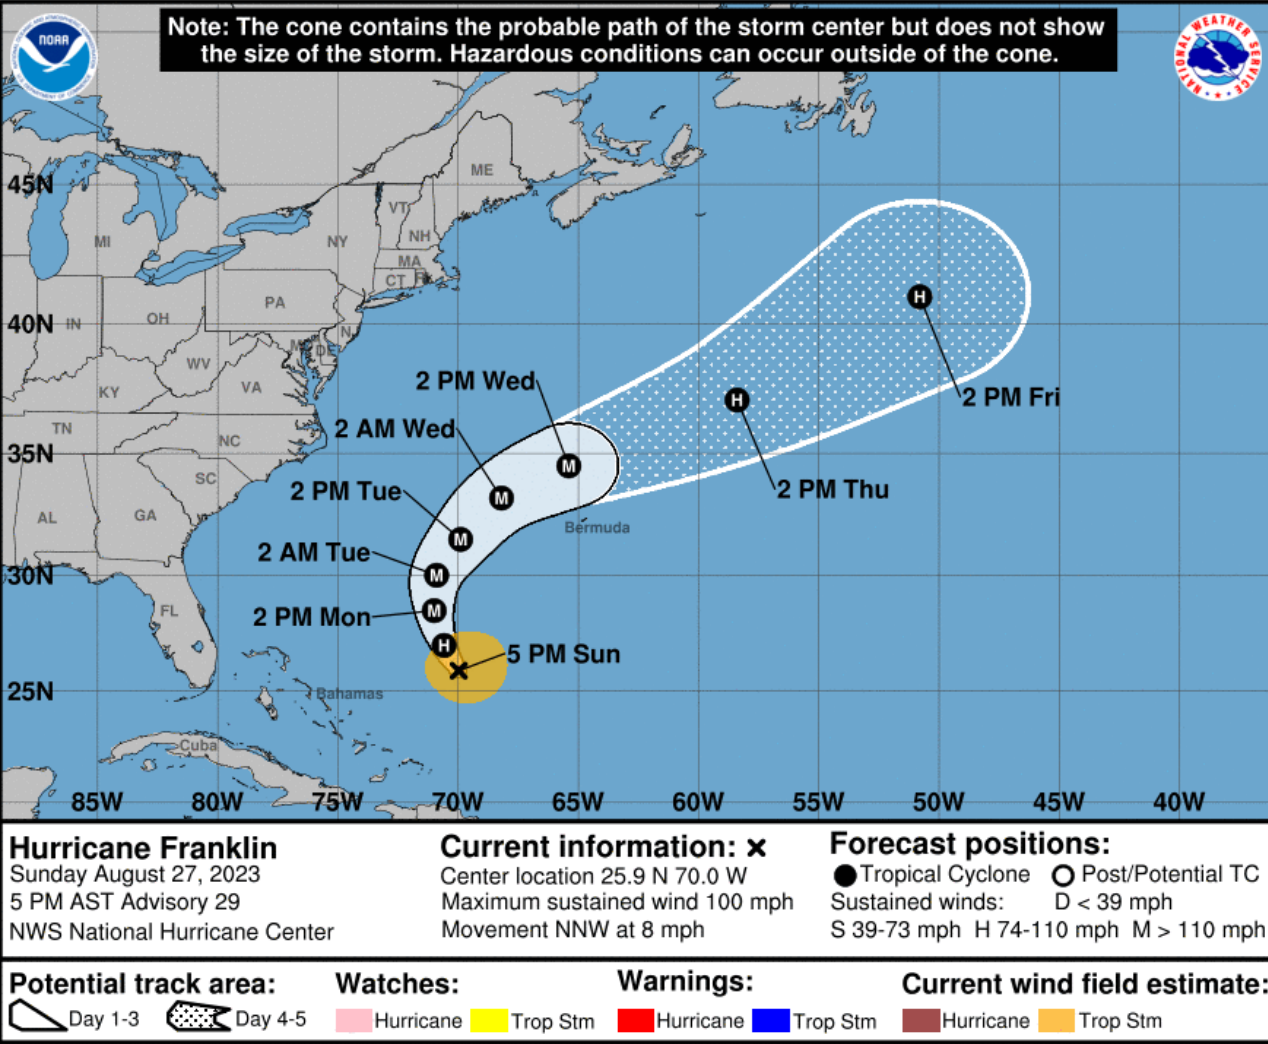 Note: The cone contains the probable path of the storm center but does not show
the size of the storm. Hazardous conditions can occur outside of the cone.
NOAA
NATIONAL WEATHER SERVICE
ME
45N
VT
MI
NY
NH
MA
CT
PA
40N
IN
OH
DE
WV
2 PM Wed
KY
VA
2 PM Fri
TN
2 AM Wed
NC
35N
SC
2 PM Tue
2 PM Thu
AL
GA
Bermuda
2 AM Tue
30N
FL
2 PM Mon
5 PM Sun
25N
Bahamas
Cuba
H
H
M
M
M
M
M
H
85W 80W 75W 70W 65W 60W 55W 50W 45W 40W
Hurricane Franklin
Sunday August 27, 2023
5 PM AST Advisory 29
NWS National Hurricane Center
Current information: ×
Center location 25.9 N 70.0 W
Maximum sustained wind 100 mph
Movement NNW at 8 mph
Forecast positions:
Tropical Cyclone Post/Potential TC
Sustained winds: D < 39 mph
S 39-73 mph H 74-110 mph M > 110 mph
Potential track area:
Day 1-3 Day 4-5
Watches:
Hurricane Trop Stm
Warnings:
Hurricane Trop Stm
Current wind field estimate:
Hurricane Trop Stm